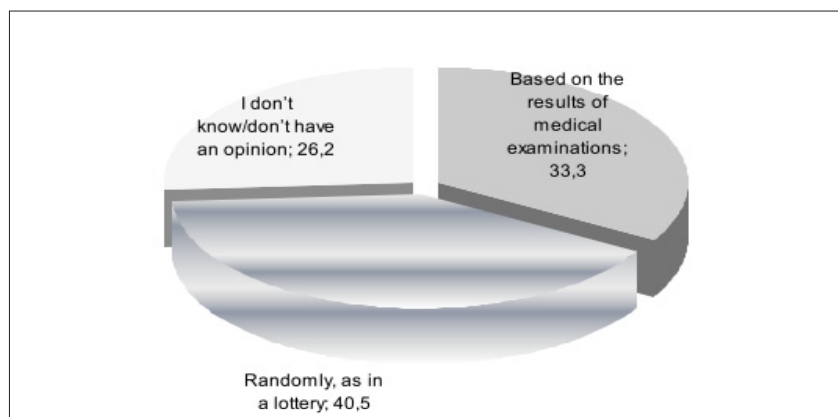 I don't
know/don't have
an opinion; 26,2
Based on the
results of
medical
examinations;
33,3
Randomly, as in
a lottery; 40,5